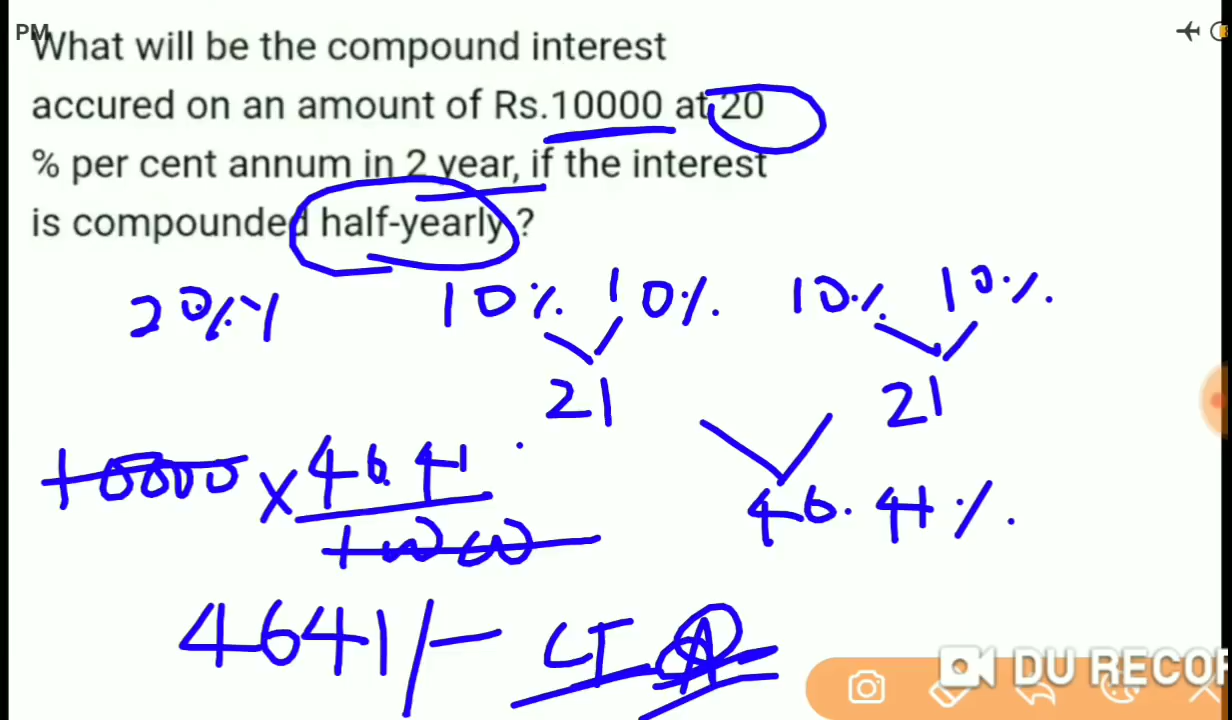 PM
What will be the compound interest
accured on an amount of Rs.10000 at 20
% per cent annum in 2 year, if the interest
is compounded half-yearly ?
20% Y 10% 10% 10% 10%
21 21
10000 × 46.41
46.41%
4641/- CI
DU RECOR